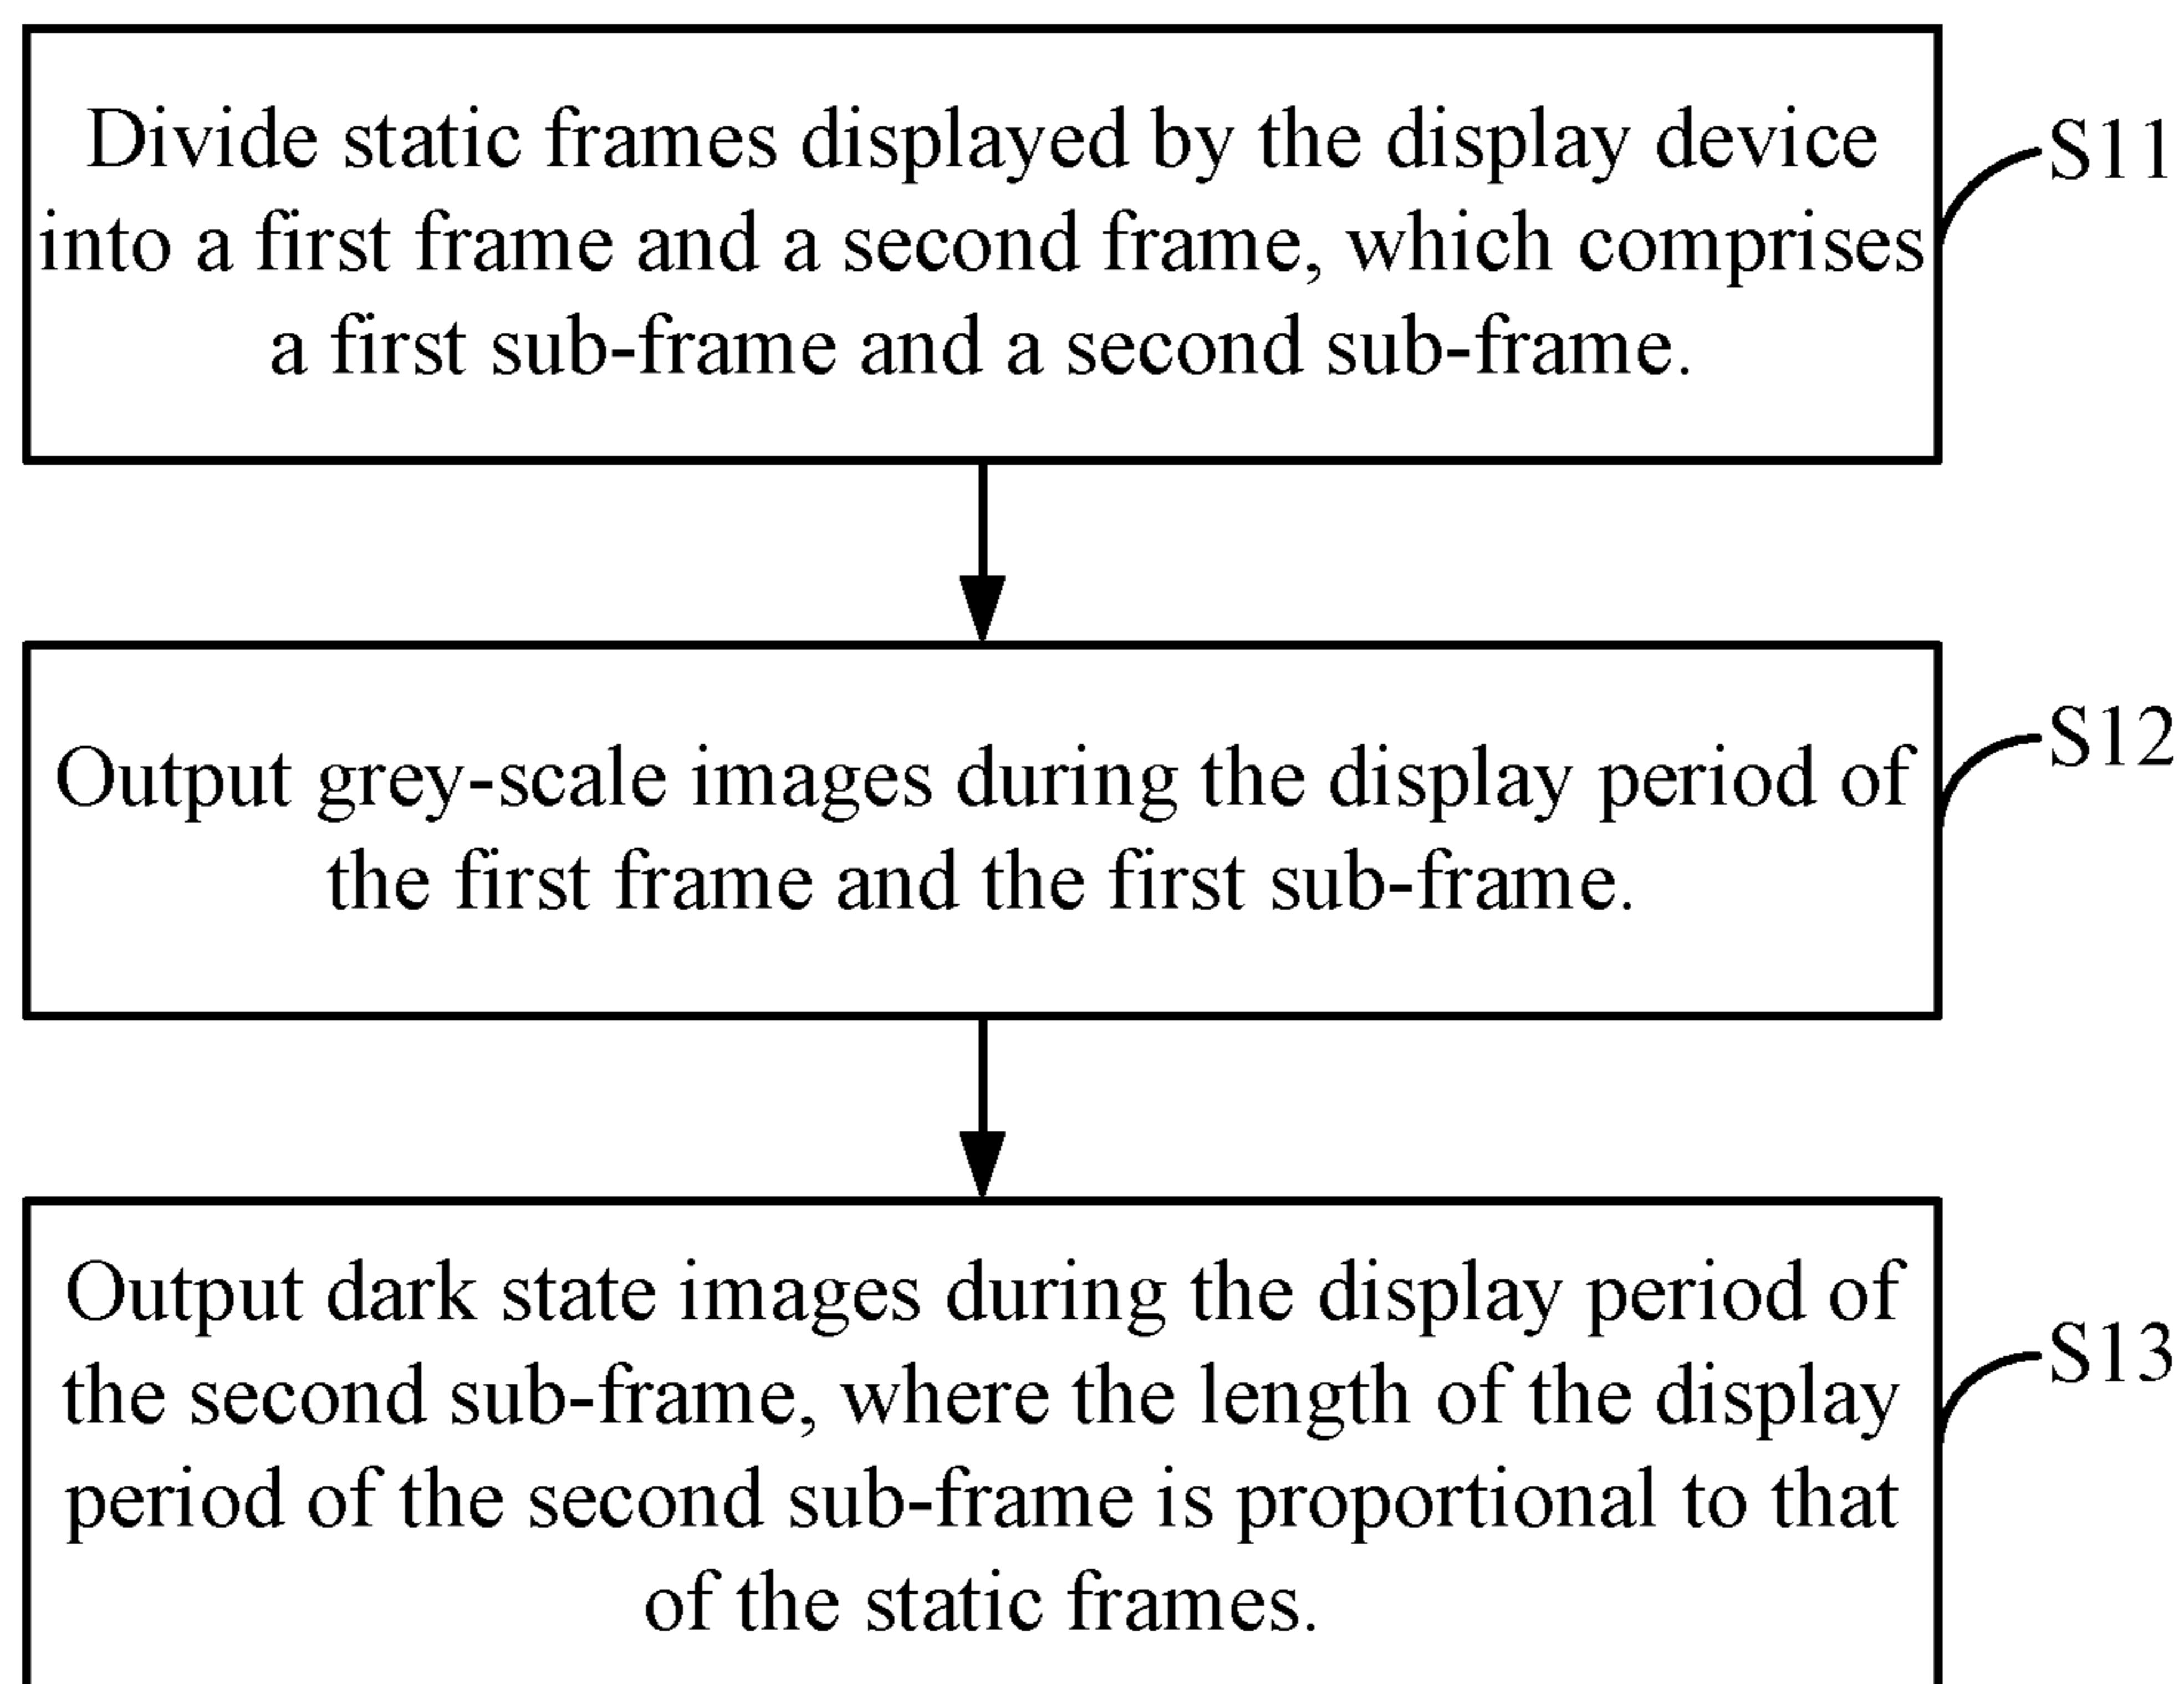 Divide static frames displayed by the display device
into a first frame and a second frame, which comprises
a first sub-frame and a second sub-frame.
S11
Output grey-scale images during the display period of
the first frame and the first sub-frame.
S12
Output dark state images during the display period of
the second sub-frame, where the length of the display
period of the second sub-frame is proportional to that
of the static frames.
S13